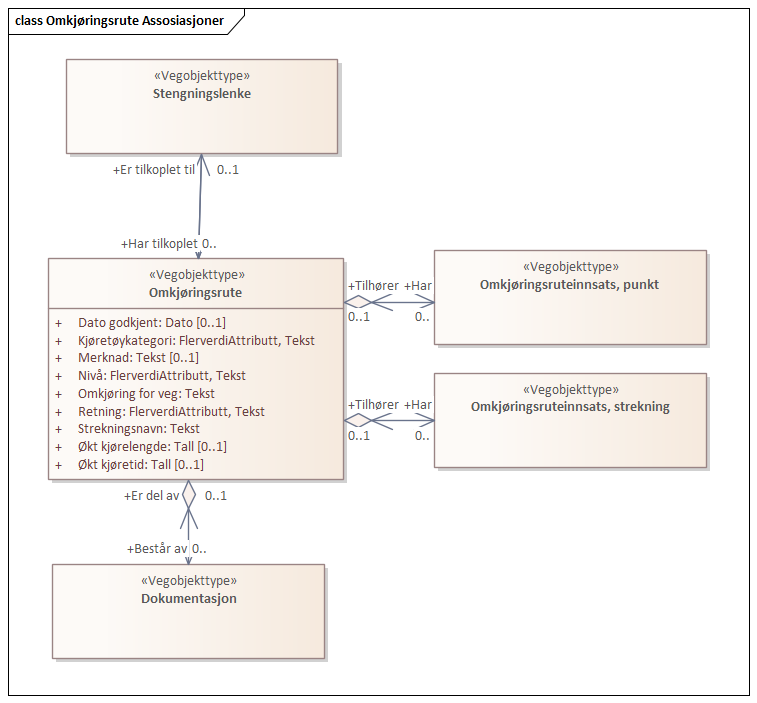 class Omkjøringsrute Assosiasjoner
«Vegobjekttype»
Stengningslenke
+Er tilkoplet til 0..1
+Har tilkoplet 0..
«Vegobjekttype»
Omkjøringsrute
+ Dato godkjent: Dato [0..1]
+ Kjøretøykategori: FlerverdiAttributt, Tekst
+ Merknad: Tekst [0..1]
+ Nivå: FlerverdiAttributt, Tekst
+ Omkjøring for veg: Tekst
+ Retning: FlerverdiAttributt, Tekst
+ Strekningsnavn: Tekst
+ Økt kjørelengde: Tall [0..1]
+ Økt kjøretid: Tall [0..1]
+Tilhører +Har
0..1 0..
«Vegobjekttype»
Omkjøringsruteinnsats, punkt
+Tilhører +Har
0..1 0..
«Vegobjekttype»
Omkjøringsruteinnsats, strekning
+Er del av 0..1
+Består av 0..
«Vegobjekttype»
Dokumentasjon